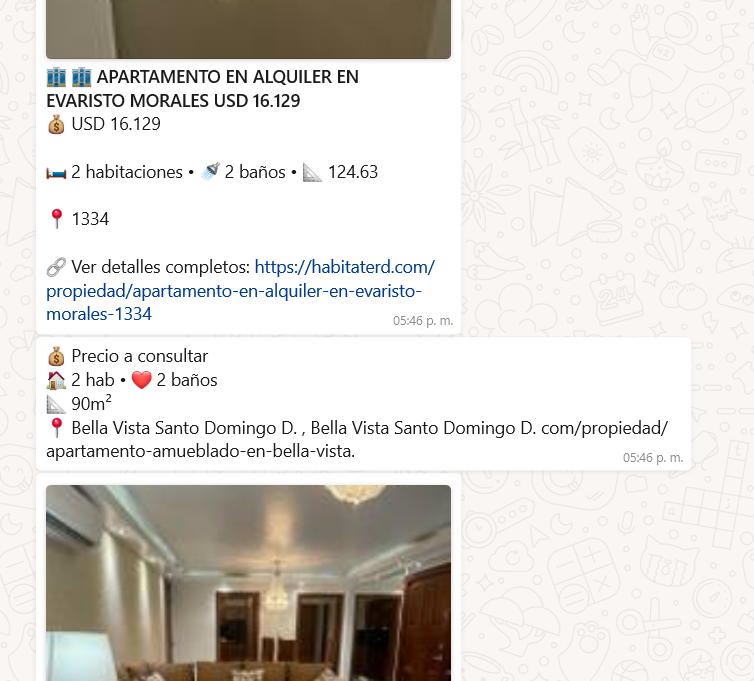 🏢 🏢 APARTAMENTO EN ALQUILER EN
EVARISTO MORALES USD 16.129
💰 USD 16.129
🛏️ 2 habitaciones • 🚿 2 baños • 📐 124.63
📍 1334
🔗 Ver detalles completos: https://habitaterd.com/
propiedad/apartamento-en-alquiler-en-evaristo-
morales-1334
05:46 p. m.
💰 Precio a consultar
🏠 2 hab • ❤️ 2 baños
📐 90m²
📍 Bella Vista Santo Domingo D. , Bella Vista Santo Domingo D. com/propiedad/
apartamento-amueblado-en-bella-vista.
05:46 p. m.